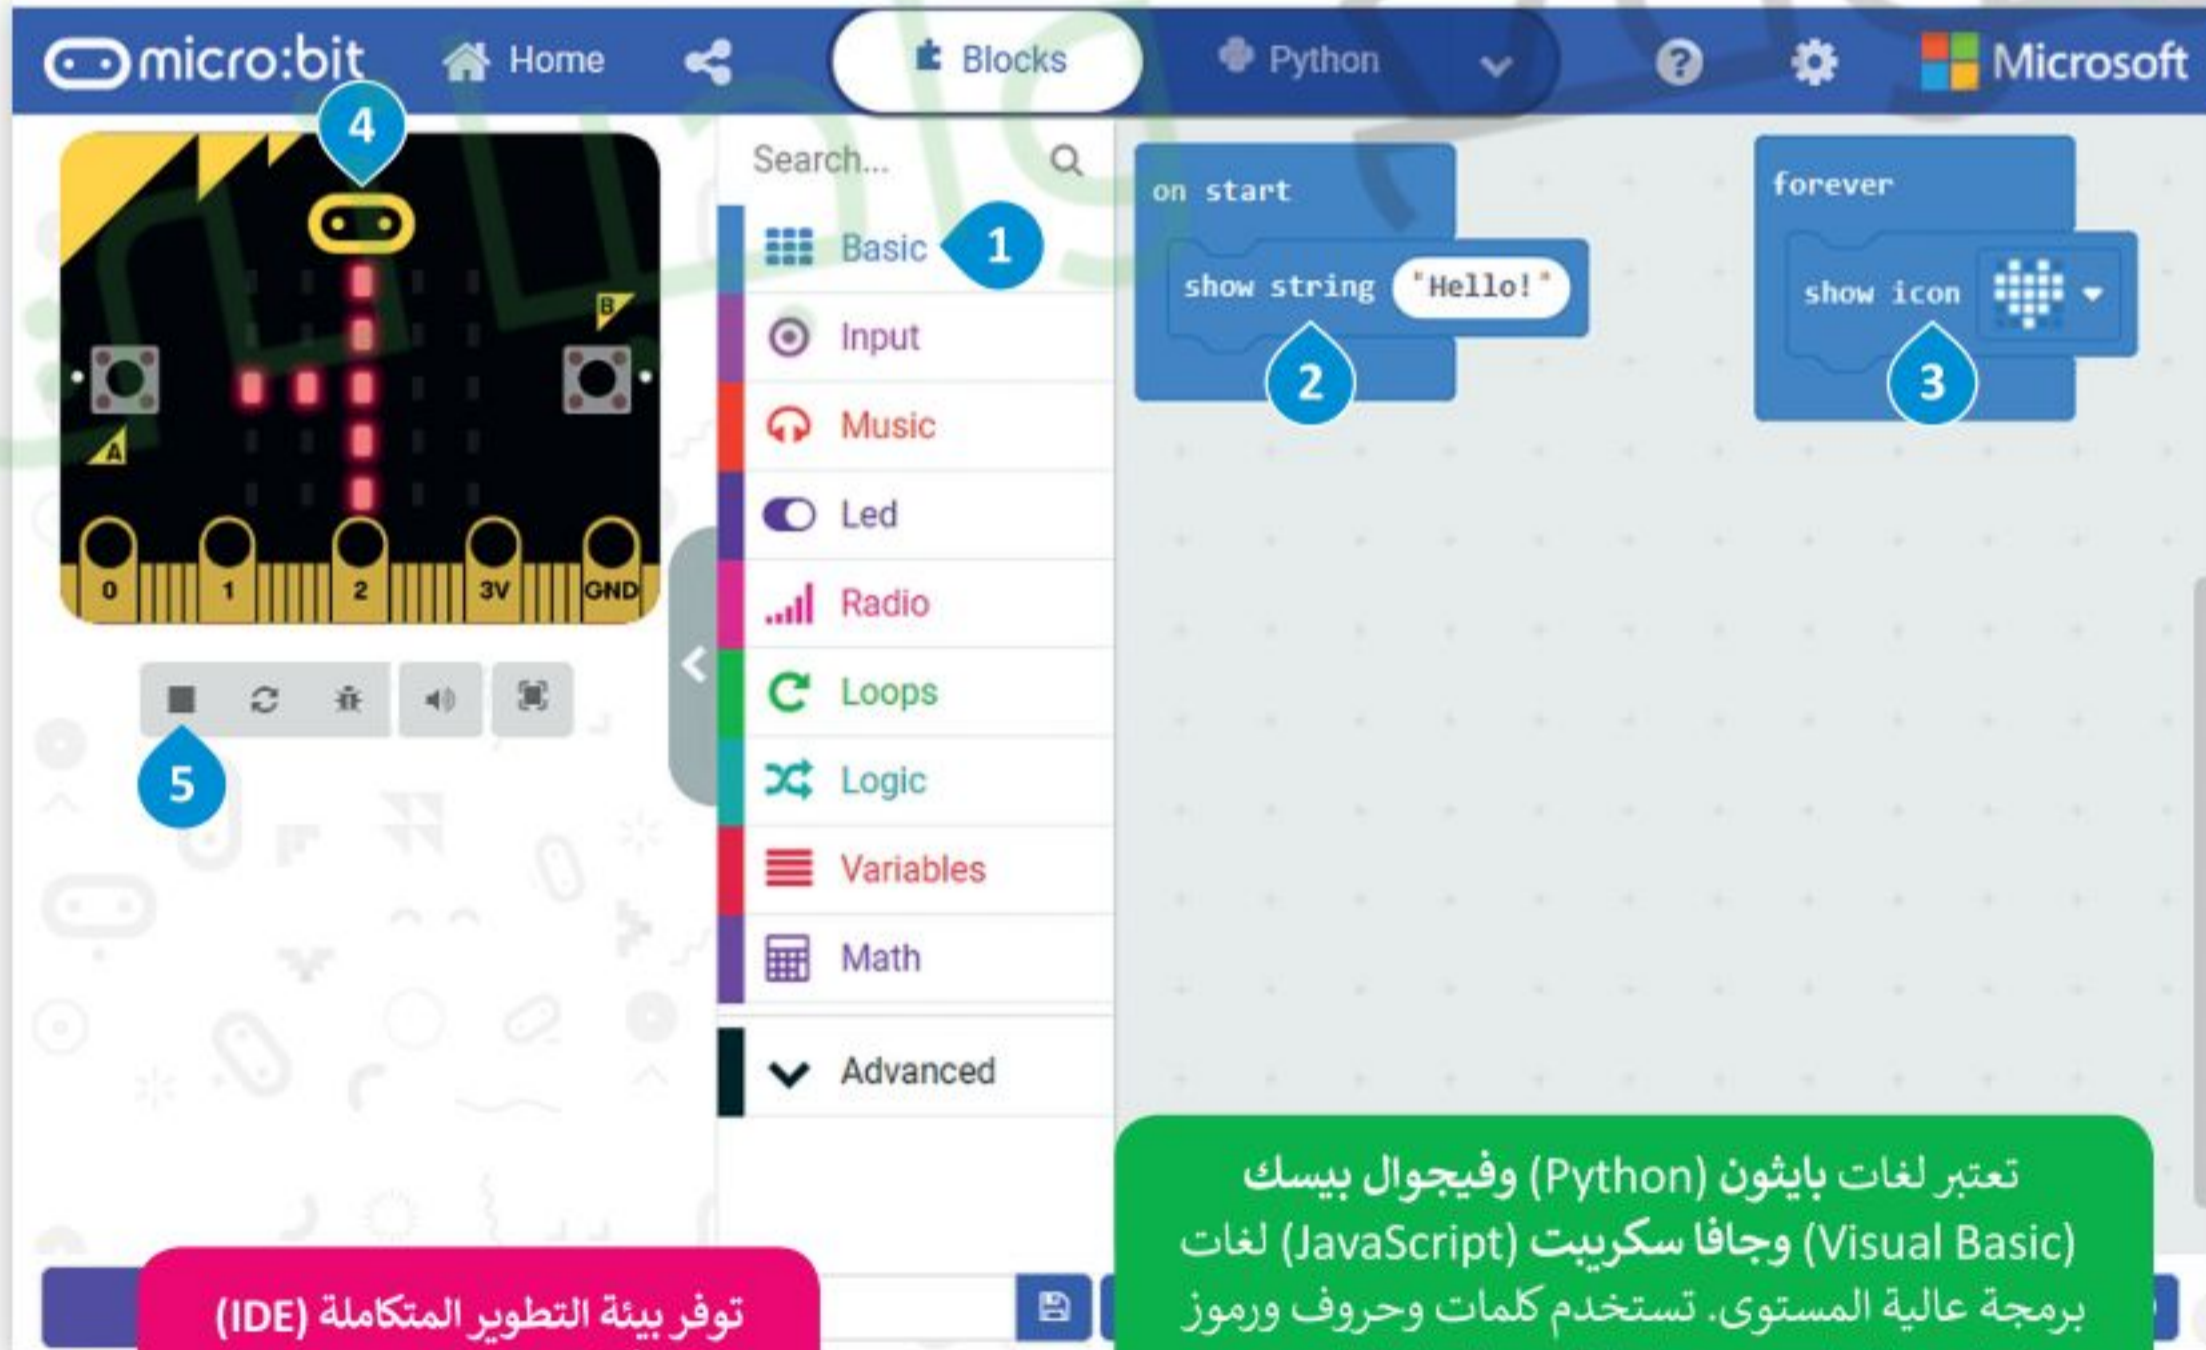 micro:bit Home Blocks Python ? Microsoft
4
B
A
0 1 2 3V GND
5
Search...
Basic 1
Input
Music
Led
Radio
Loops
Logic
Variables
Math
Advanced
on start
show string "Hello!"
2
forever
show icon
3
توفر بيئة التطوير المتكاملة (IDE)
تعتبر لغات بايثون (Python) وفيجوال بيسك
(Visual Basic) وجافا سكريبت (JavaScript) لغات
برمجة عالية المستوى. تستخدم كلمات وحروف ورموز